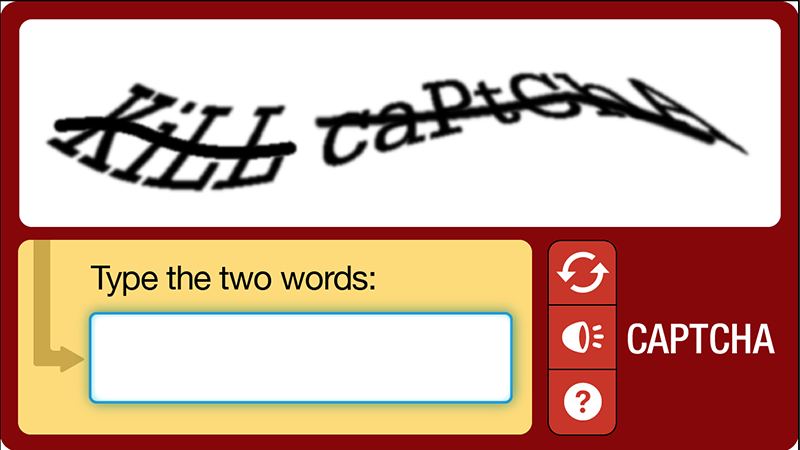 KiLL caPtChA
Type the two words:
?
CAPTCHA